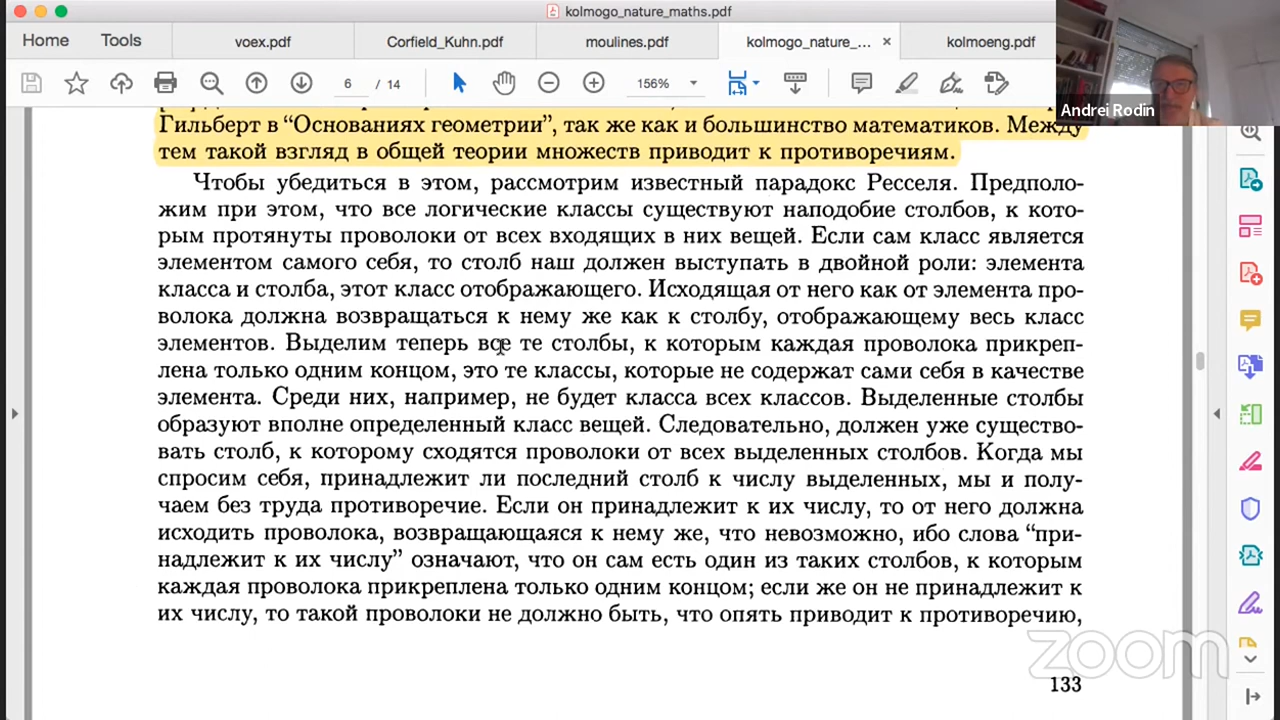 kolmogo_nature_maths.pdf
Home
Tools
voex.pdf
Corfield_Kuhn.pdf
moulines.pdf
kolmogo_nature_...
kolmoeng.pdf
6 / 14
156%
Andrei Rodin
Гильберт в “Основаниях геометрии”, так же как и большинство математиков. Между
тем такой взгляд в общей теории множеств приводит к противоречиям.
Чтобы убедиться в этом, рассмотрим известный парадокс Ресселя. Предполо-
жим при этом, что все логические классы существуют наподобие столбов, к кото-
рым протянуты проволоки от всех входящих в них вещей. Если сам класс является
элементом самого себя, то столб наш должен выступать в двойной роли: элемента
класса и столба, этот класс отображающего. Исходящая от него как от элемента про-
волока должна возвращаться к нему же как к столбу, отображающему весь класс
элементов. Выделим теперь все те столбы, к которым каждая проволока прикреп-
лена только одним концом, это те классы, которые не содержат сами себя в качестве
элемента. Среди них, например, не будет класса всех классов. Выделенные столбы
образуют вполне определенный класс вещей. Следовательно, должен уже существо-
вать столб, к которому сходятся проволоки от всех выделенных столбов. Когда мы
спросим себя, принадлежит ли последний столб к числу выделенных, мы и полу-
чаем без труда противоречие. Если он принадлежит к их числу, то от него должна
исходить проволока, возвращающаяся к нему же, что невозможно, ибо слова “при-
надлежит к их числу” означают, что он сам есть один из таких столбов, к которым
каждая проволока прикреплена только одним концом; если же он не принадлежит к
их числу, то такой проволоки не должно быть, что опять приводит к противоречию,
zoom
133